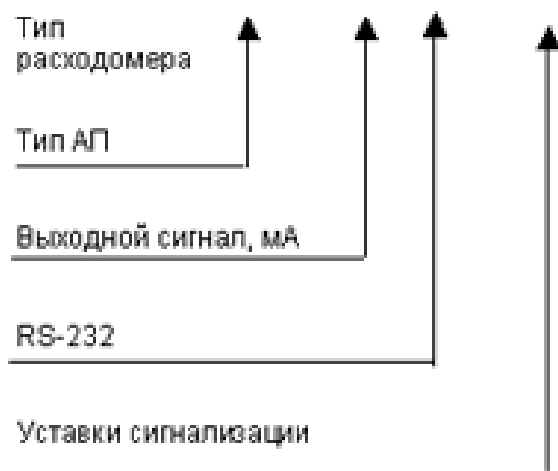 Тип
расходомера
Тип АП
Выходной сигнал, мА
RS-232
Уставки сигнализации